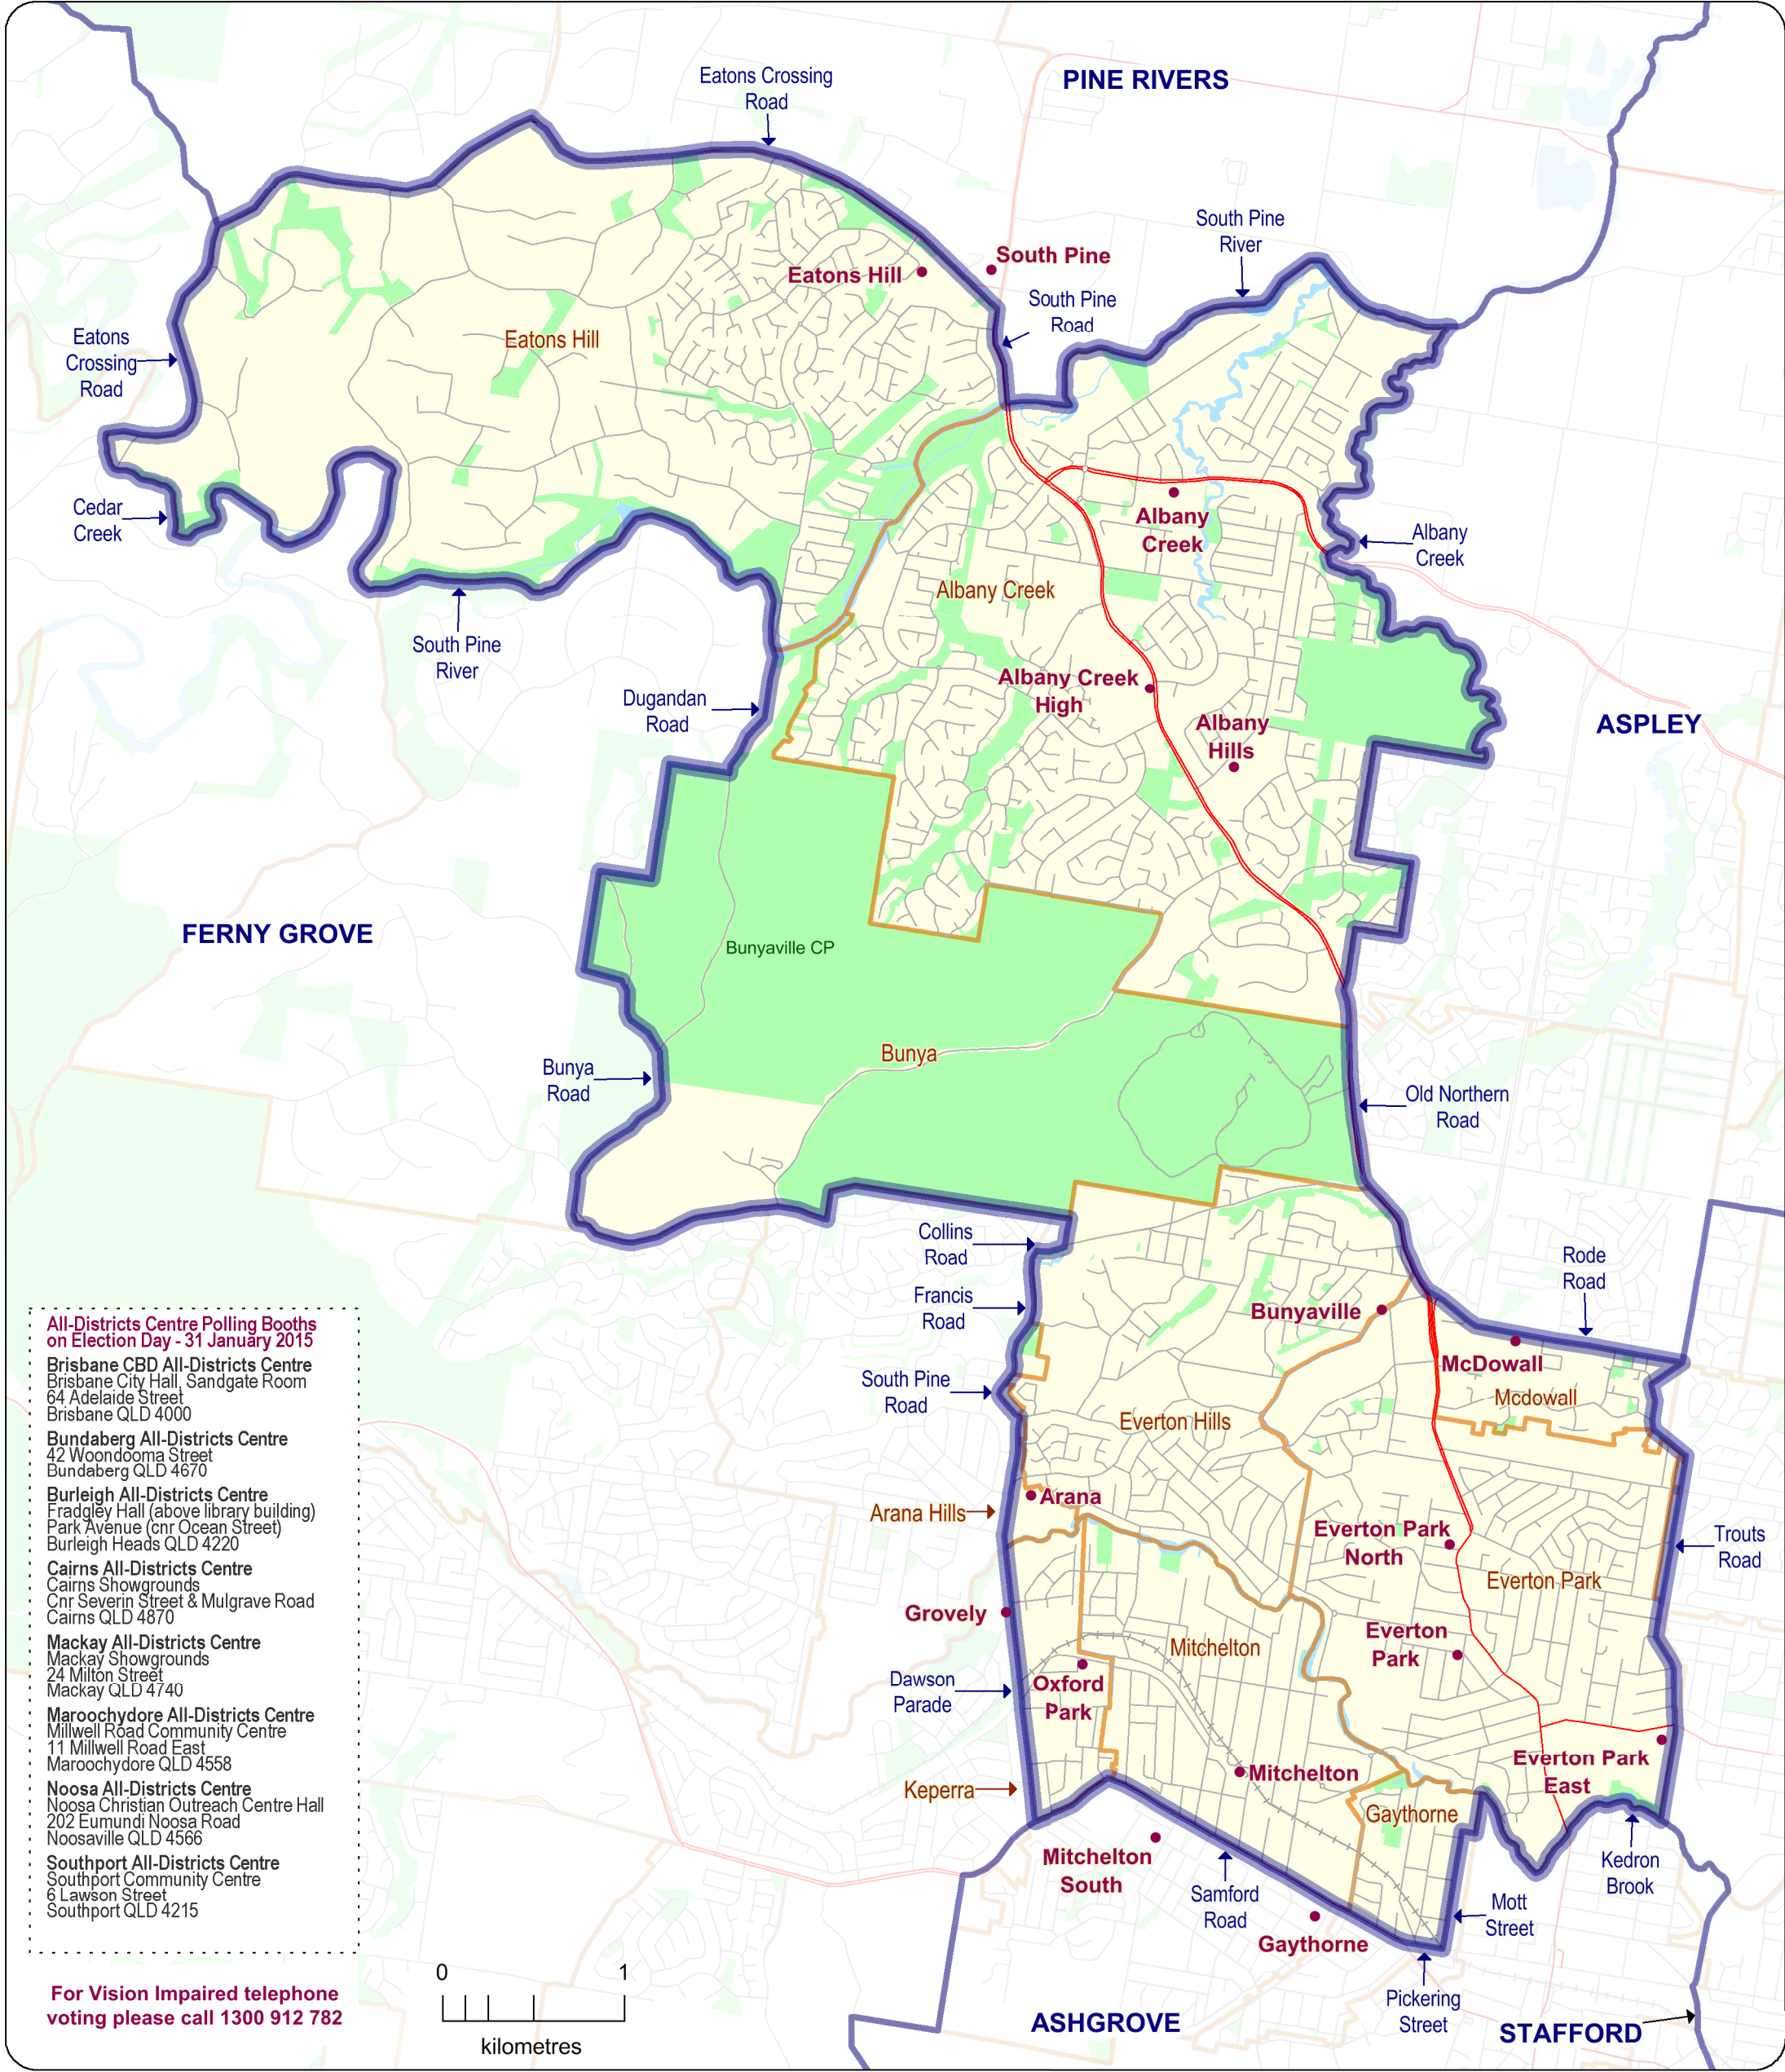 Eatons Crossing
Road
PINE RIVERS
South Pine
River
South Pine
Eatons Hill
South Pine
Road
Eatons
Crossing
Road
Eatons Hill
Cedar
Creek
Albany
Creek
Albany
Creek
Albany Creek
South Pine
River
Dugandan
Road
Albany Creek
High
Albany
Hills
ASPLEY
FERNY GROVE
Bunyaville CP
Bunya
Bunya
Road
Old Northern
Road
Collins
Road
Francis
Road
South Pine
Road
Rode
Road
Bunyaville
McDowall
Mcdowall
Everton Hills
Arana
Arana Hills
Everton Park
North
Trouts
Road
Everton Park
Grovely
Everton
Park
Mitchelton
Oxford
Park
Dawson
Parade
Everton Park
East
Mitchelton
Keperra
Gaythorne
Mitchelton
South
Samford
Road
Kedron
Brook
Mott
Street
Gaythorne
Pickering
Street
ASHGROVE
STAFFORD
All-Districts Centre Polling Booths
on Election Day - 31 January 2015
Brisbane CBD All-Districts Centre
Brisbane City Hall, Sandgate Room
64 Adelaide Street
Brisbane QLD 4000
Bundaberg All-Districts Centre
42 Woondooma Street
Bundaberg QLD 4670
Burleigh All-Districts Centre
Fradgley Hall (above library building)
Park Avenue (cnr Ocean Street)
Burleigh Heads QLD 4220
Cairns All-Districts Centre
Cairns Showgrounds
Cnr Severin Street & Mulgrave Road
Cairns QLD 4870
Mackay All-Districts Centre
Mackay Showgrounds
24 Milton Street
Mackay QLD 4740
Maroochydore All-Districts Centre
Millwell Road Community Centre
11 Millwell Road East
Maroochydore QLD 4558
Noosa All-Districts Centre
Noosa Christian Outreach Centre Hall
202 Eumundi Noosa Road
Noosaville QLD 4566
Southport All-Districts Centre
Southport Community Centre
6 Lawson Street
Southport QLD 4215
For Vision Impaired telephone
voting please call 1300 912 782
0 1
kilometres